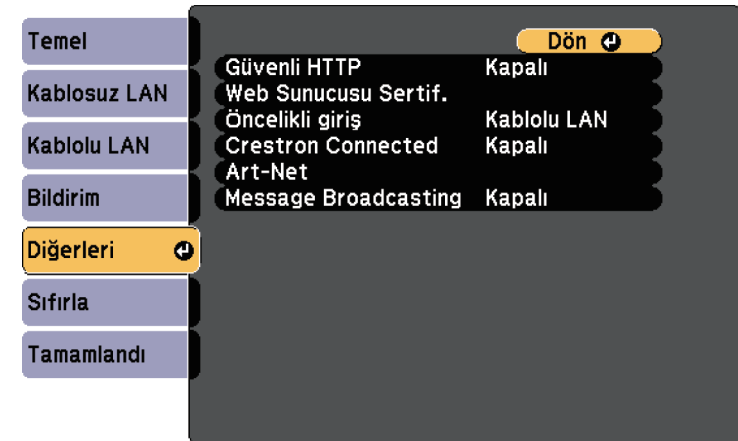 Temel
Kablosuz LAN
Kablolu LAN
Bildirim
Diğerleri
Sıfırla
Tamamlandı
Dön
Güvenli HTTP Kapalı
Web Sunucusu Sertif.
Öncelikli giriş Kablolu LAN
Crestron Connected Kapalı
Art-Net
Message Broadcasting Kapalı